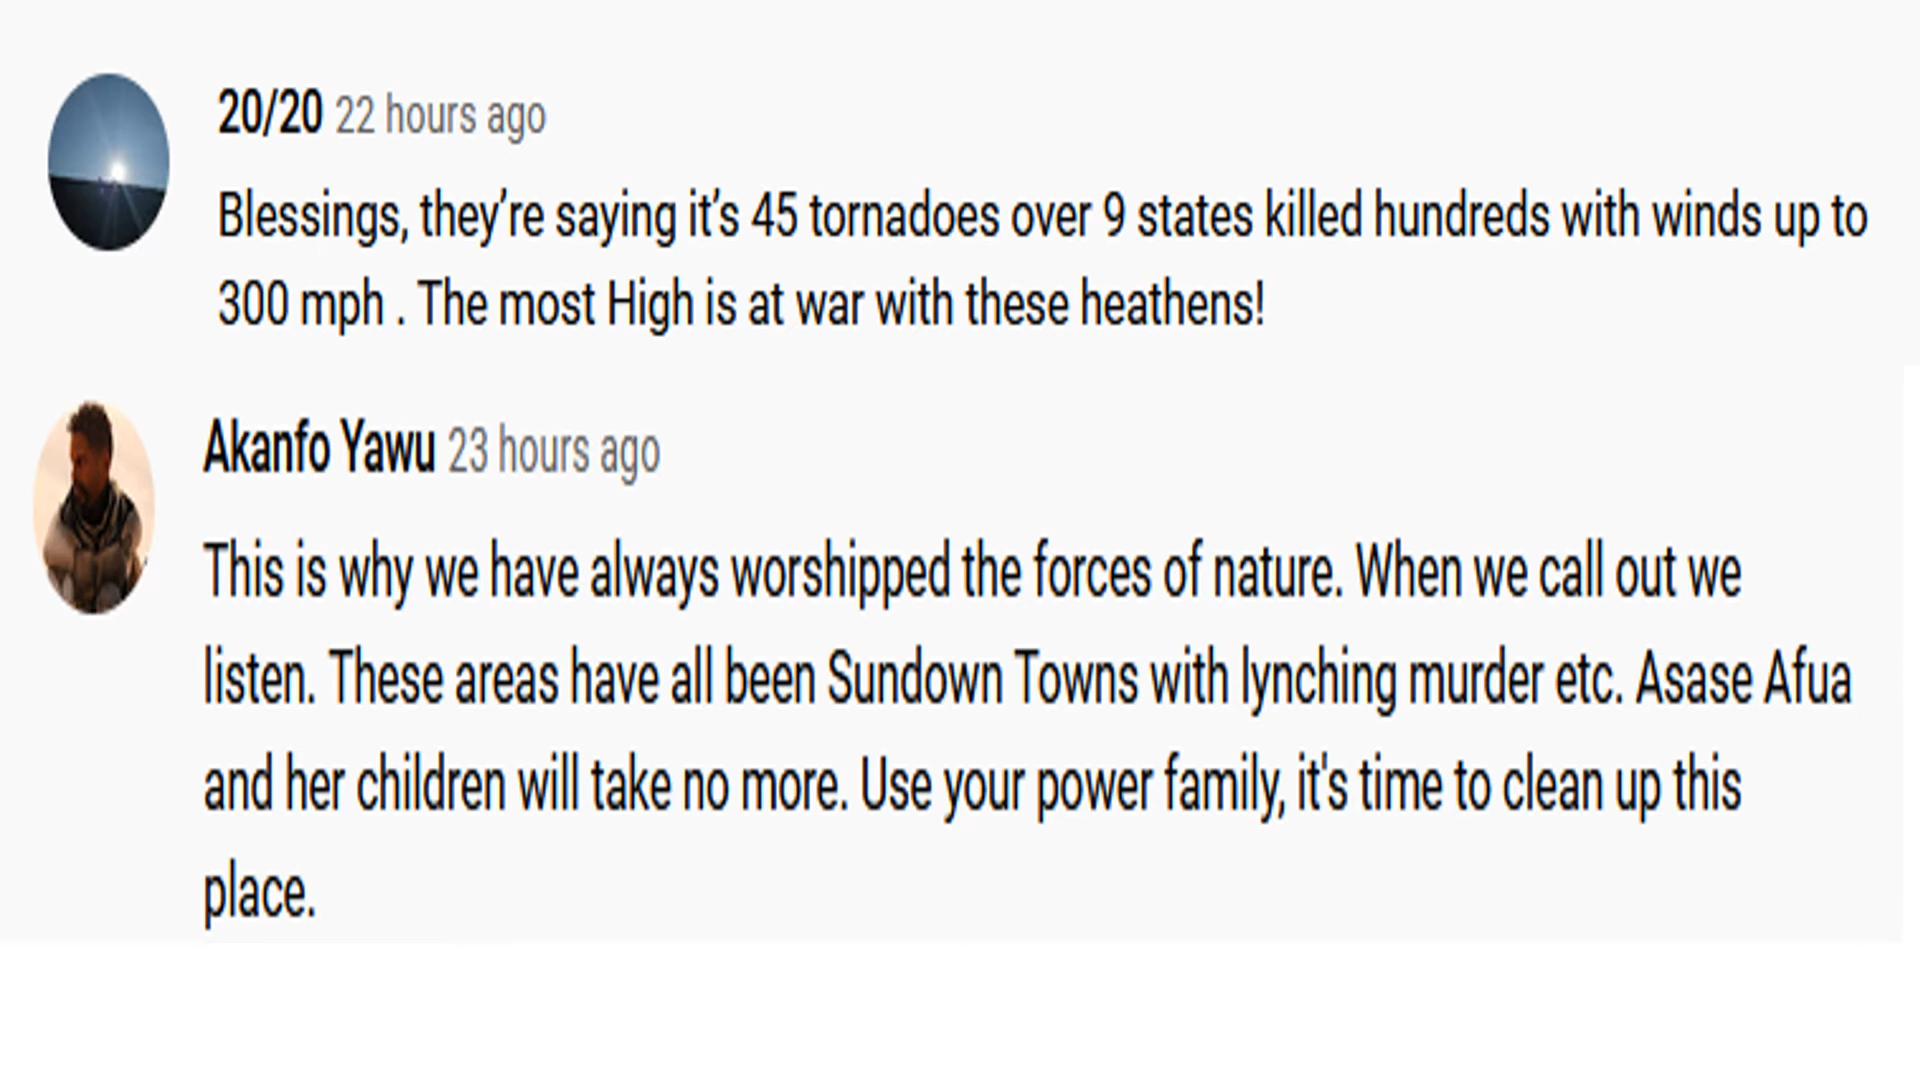 20/20 22 hours ago
Blessings, they’re saying it’s 45 tornadoes over 9 states killed hundreds with winds up to
300 mph . The most High is at war with these heathens!
Akanfo Yawu 23 hours ago
This is why we have always worshipped the forces of nature. When we call out we
listen. These areas have all been Sundown Towns with lynching murder etc. Asase Afua
and her children will take no more. Use your power family, it's time to clean up this
place.